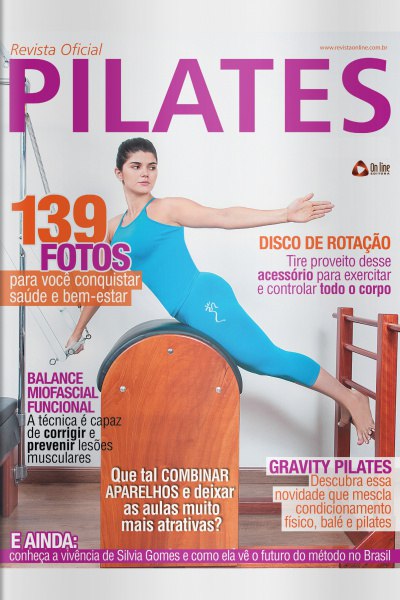 Revista Oficial
www.revistaonline.com.br
PILATES
On line
EDITORA
139
FOTOS
para você conquistar
saúde e bem-estar
DISCO DE ROTAÇÃO
Tire proveito desse
acessório para exercitar
e controlar todo o corpo
BALANCE
MIOFASCIAL
FUNCIONAL
A técnica é capaz
de corrigir e
prevenir lesões
musculares
Que tal COMBINAR
APARELHOS e deixar
as aulas muito
mais atrativas?
GRAVITY PILATES
Descubra essa
novidade que mescla
condicionamento
físico, balé e pilates
E AINDA:
conheça a vivência de Silvia Gomes e como ela vê o futuro do método no Brasil